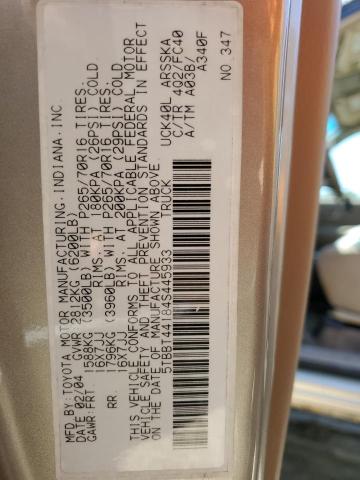 MFD.BY:TOYOTA MOTOR MANUFACTURING.INDIANA.INC.
DATE 02/04 GVWR 2812KG (6200LB)
GAWR:FRT. 1588KG (3500LB) WITH P265/70R16 TIRES,
16X7JJ RIMS, AT 180KPA (26PSI) COLD
RR. 1796KG (3960LB) WITH P265/70R16 TIRES,
16X7JJ RIMS, AT 200KPA (29PSI) COLD
THIS VEHICLE CONFORMS TO ALL APPLICABLE FEDERAL MOTOR
VEHICLE SAFETY AND THEFT PREVENTION STANDARDS IN EFFECT
ON THE DATE OF MANUFACTURE SHOWN ABOVE.
5TBBT44184S445993 TRUCK
UCK40L ARSSKA
C/TR 4Q2/FC40
A/TM A03B/
A340F
NO 347